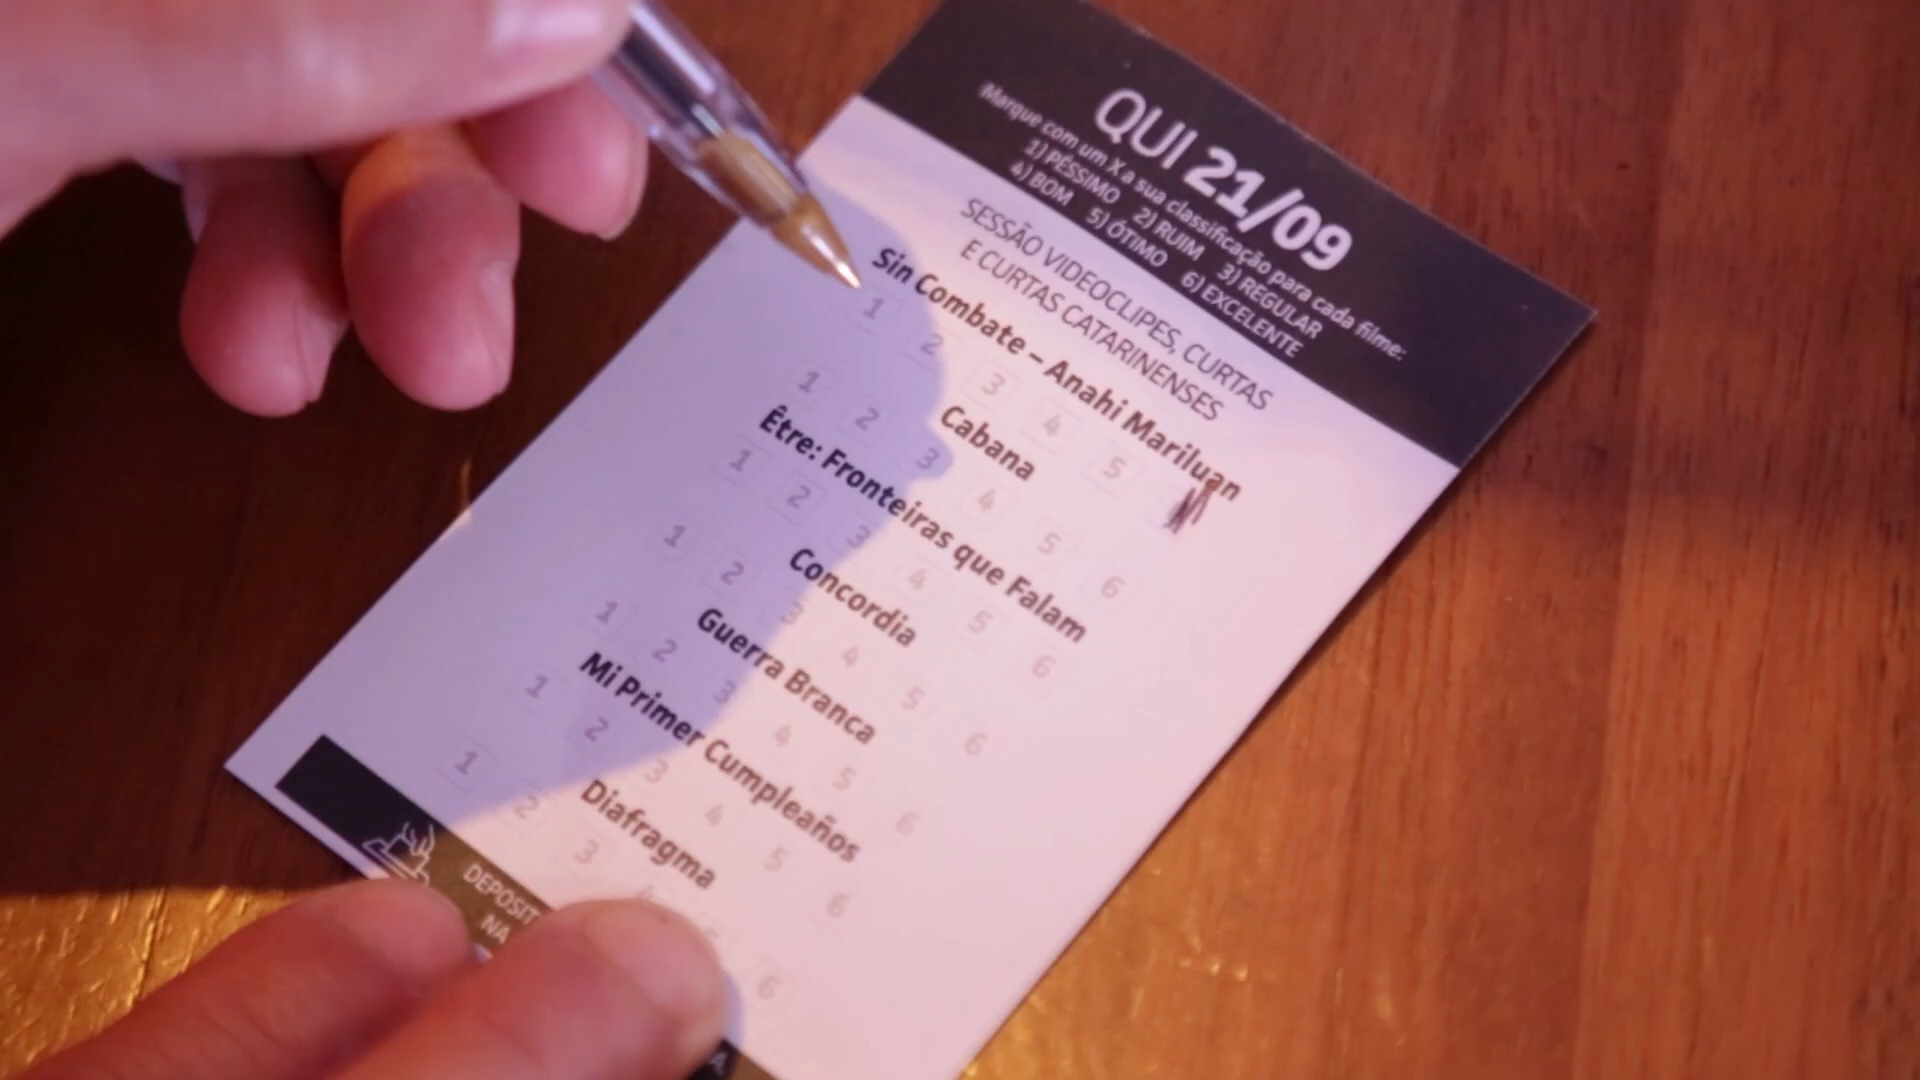 QUI 21/09
Marque com um X a sua classificação para cada filme:
1) PÉSSIMO 2) RUIM 3) REGULAR
4) BOM 5) ÓTIMO 6) EXCELENTE
SESSÃO VIDEOCLIPES, CURTAS
E CURTAS CATARINENSES
Sin Combate – Anahi Mariluan
1 2 3 4 5
Cabana
1 2 3 4 5 6
Être: Fronteiras que Falam
1 2 3 4 5 6
Concordia
1 2 3 4 5 6
Guerra Branca
1 2 3 4 5 6
Mi Primer Cumpleaños
1 2 3 4 5 6
Diafragma
1 2 3 6
DEPOSIT
NA